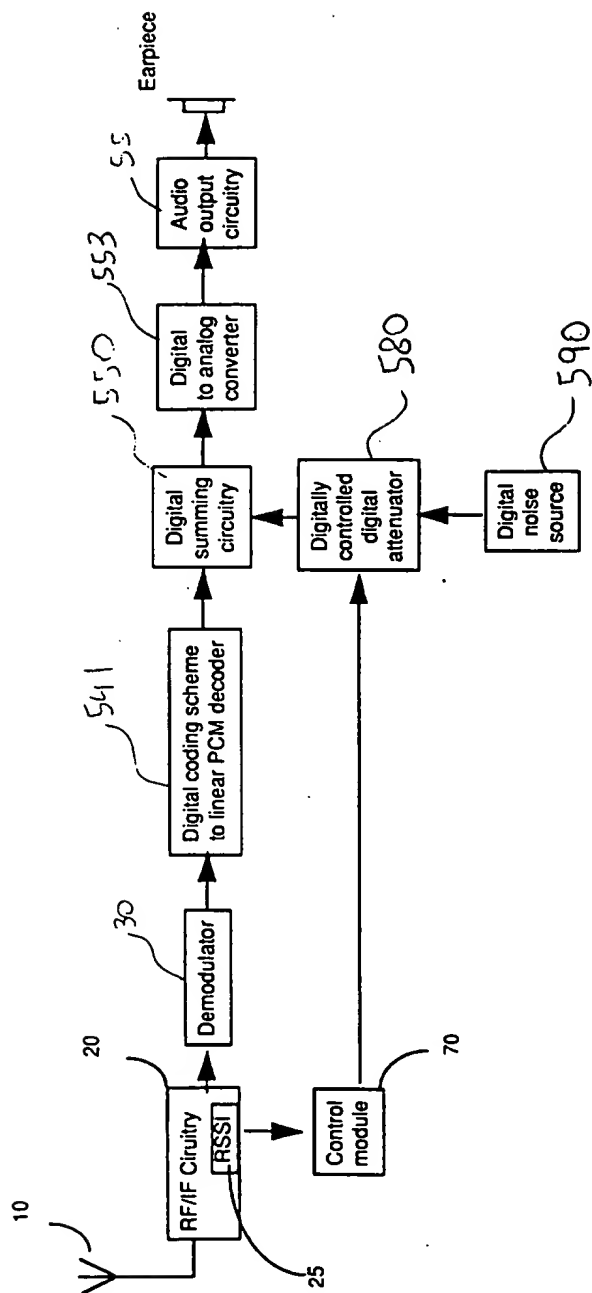 10
20
RF/IF Ciruitry
RSSI
25
30
Demodulator
541
Digital coding scheme
to linear PCM decoder
550
Digital
summing
circuitry
553
Digital
to analog
converter
55
Audio
output
circuitry
Earpiece
Control
module
70
Digitally
controlled
digital
attenuator
580
Digital
noise
source
590